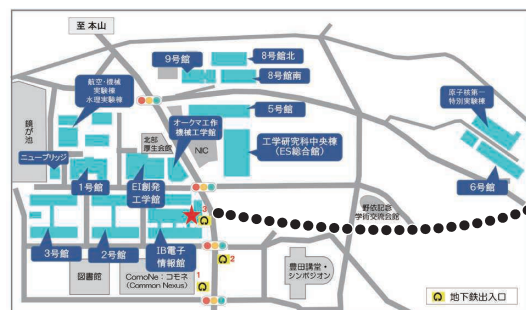 至 本山
8号館北
9号館
8号館南
航空・機械
実験棟
水理実験棟
オークマ工作
機械工学館
5号館
原子核第一
特別実験棟
鏡が池
北部
厚生会館
NIC
工学研究科中央棟
(ES総合館)
ニューブリッジ
1号館
EI創発
工学館
6号館
3
野依記念
学術交流会館
3号館
2号館
IB電子
情報館
2
図書館
ComoNe:コモネ
(Common Nexus)
1
豊田講堂・
シンポジオン
地下鉄出入口